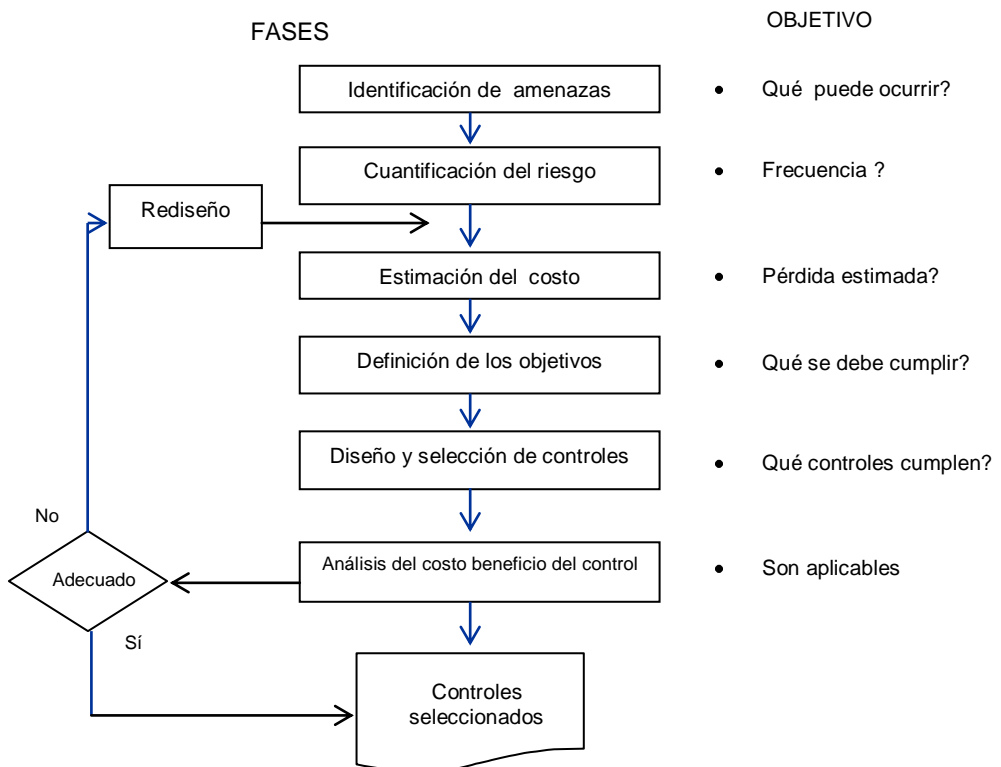 FASES
OBJETIVO
Identificación de amenazas
• Qué puede ocurrir?
Cuantificación del riesgo
• Frecuencia ?
Rediseño
Estimación del costo
• Pérdida estimada?
Definición de los objetivos
• Qué se debe cumplir?
Diseño y selección de controles
• Qué controles cumplen?
No
Adecuado
Análisis del costo beneficio del control
• Son aplicables
Sí
Controles
seleccionados